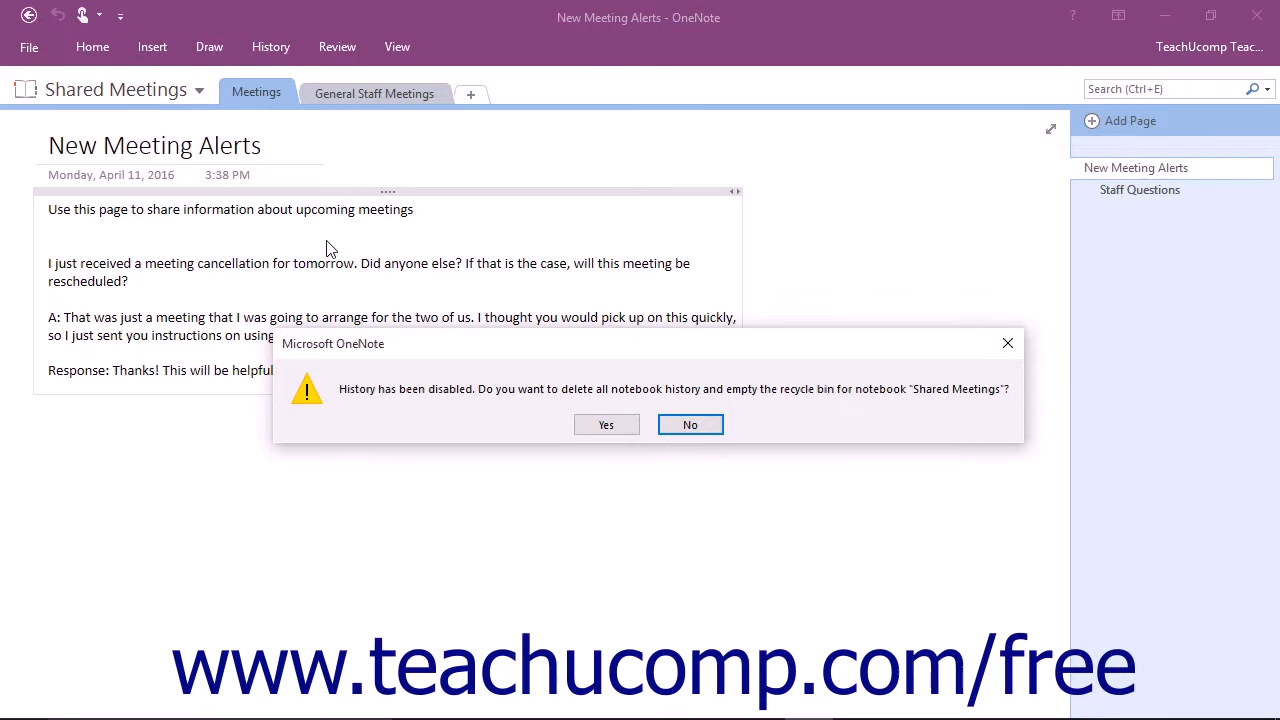 New Meeting Alerts - OneNote
?
File
Home
Insert
Draw
History
Review
View
TeachUcomp Teac...
Shared Meetings
Meetings
General Staff Meetings
+
Search (Ctrl+E)
Add Page
New Meeting Alerts
Staff Questions
New Meeting Alerts
Monday, April 11, 2016
3:38 PM
Use this page to share information about upcoming meetings
I just received a meeting cancellation for tomorrow. Did anyone else? If that is the case, will this meeting be
rescheduled?
A: That was just a meeting that I was going to arrange for the two of us. I thought you would pick up on this quickly,
so I just sent you instructions on using
Response: Thanks! This will be helpful
Microsoft OneNote
History has been disabled. Do you want to delete all notebook history and empty the recycle bin for notebook "Shared Meetings"?
Yes
No
www.teachucomp.com/free